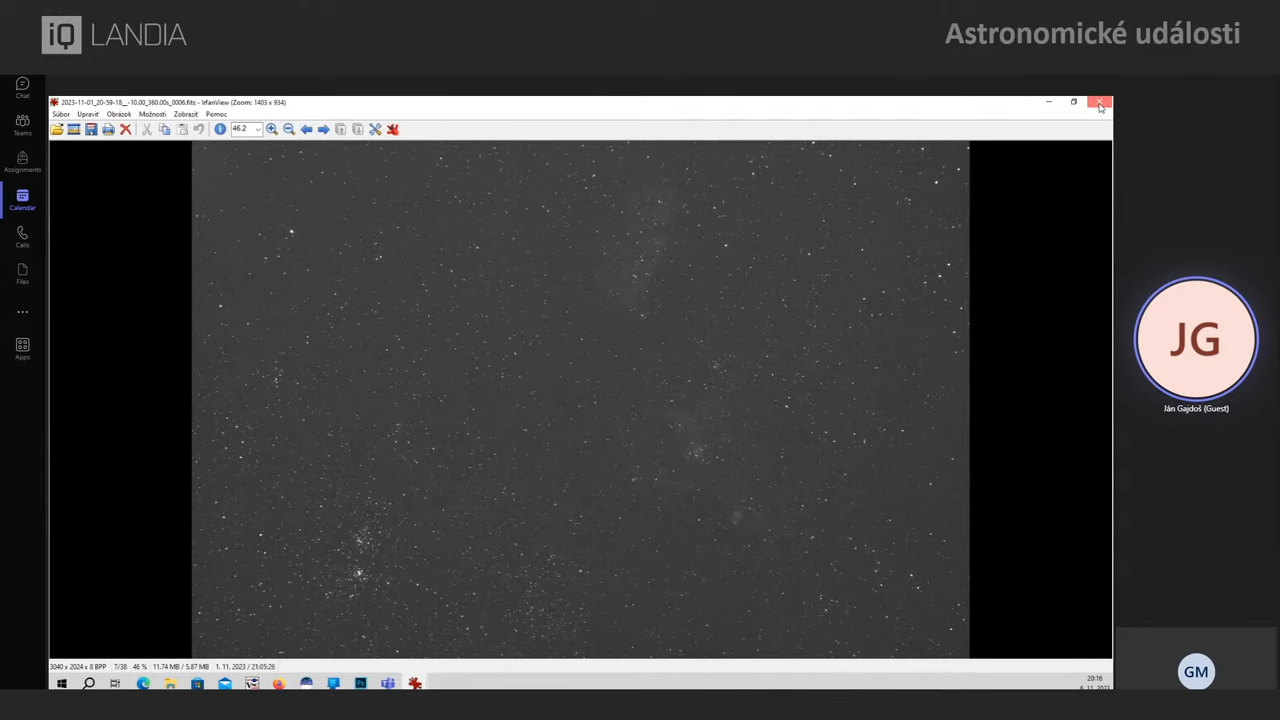 iQ LANDIA
Astronomické události
Chat
Teams
Assignments
Calendar
Calls
Files
Apps
2023-11-01_20-59-18__-10.00_360.00s_0006.fits - IrfanView (Zoom: 1403 x 934)
Súbor Upraviť Obrázok Možnosti Zobraziť Pomoc
46.2
JG
Ján Gajdoš (Guest)
GM
3040 x 2024 x 8 BPP 7/38 46 % 11.74 MB / 5.87 MB 1. 11. 2023 / 21:05:26
20:16
6. 11. 2023